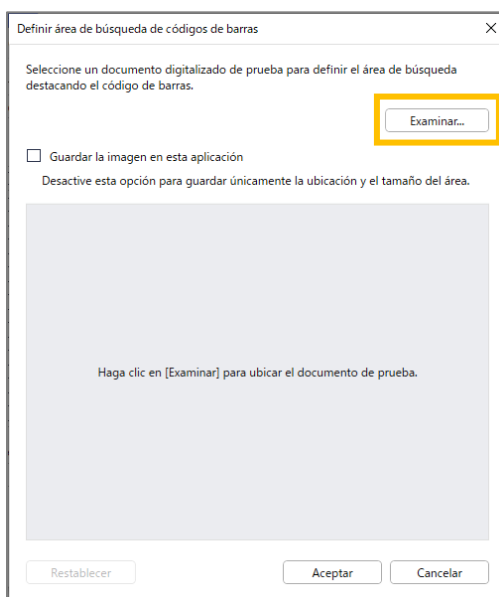 Definir área de búsqueda de códigos de barras
Seleccione un documento digitalizado de prueba para definir el área de búsqueda
destacando el código de barras.
Examinar...
Guardar la imagen en esta aplicación
Desactive esta opción para guardar únicamente la ubicación y el tamaño del área.
Haga clic en [Examinar] para ubicar el documento de prueba.
Restablecer
Aceptar
Cancelar